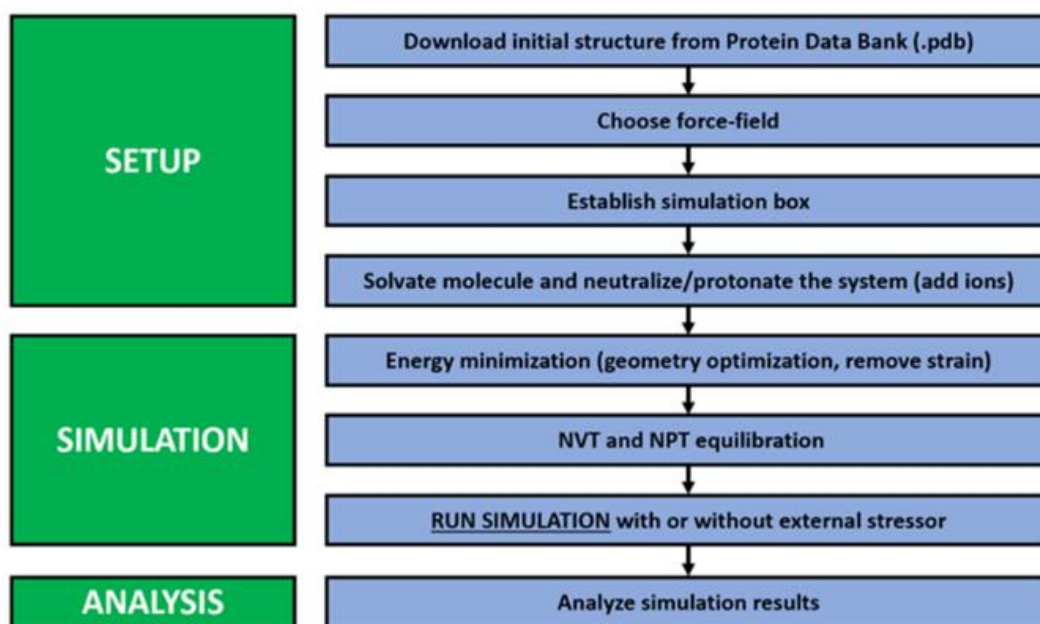 Download initial structure from Protein Data Bank (.pdb)
Choose force-field
SETUP
Establish simulation box
Solvate molecule and neutralize/protonate the system (add ions)
Energy minimization (geometry optimization, remove strain)
SIMULATION
NVT and NPT equilibration
RUN SIMULATION with or without external stressor
ANALYSIS
Analyze simulation results